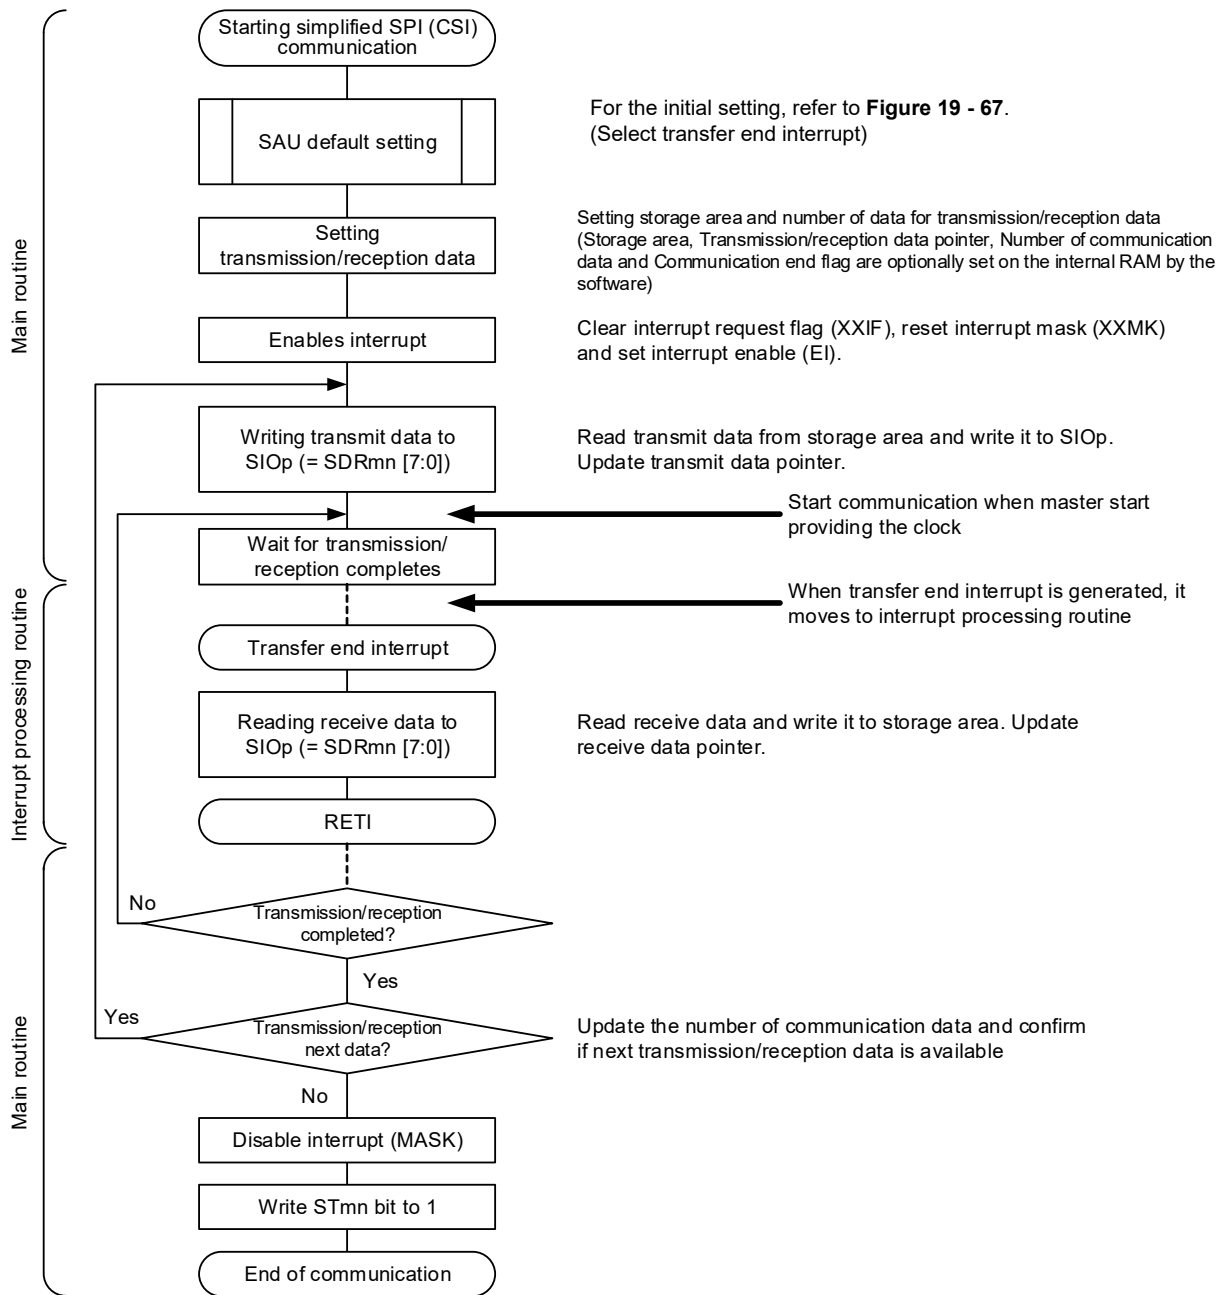 Starting simplified SPI (CSI)
communication
SAU default setting
For the initial setting, refer to Figure 19 - 67.
(Select transfer end interrupt)
Main routine
Setting
transmission/reception data
Setting storage area and number of data for transmission/reception data
(Storage area, Transmission/reception data pointer, Number of communication
data and Communication end flag are optionally set on the internal RAM by the
software)
Enables interrupt
Clear interrupt request flag (XXIF), reset interrupt mask (XXMK)
and set interrupt enable (EI).
Writing transmit data to
SIOp (= SDRmn [7:0])
Read transmit data from storage area and write it to SIOp.
Update transmit data pointer.
Start communication when master start
providing the clock
Wait for transmission/
reception completes
When transfer end interrupt is generated, it
moves to interrupt processing routine
Interrupt processing routine
Transfer end interrupt
Reading receive data to
SIOp (= SDRmn [7:0])
Read receive data and write it to storage area. Update
receive data pointer.
RETI
No
Transmission/reception
completed?
Yes
Main routine
Yes
Transmission/reception
next data?
Update the number of communication data and confirm
if next transmission/reception data is available
No
Disable interrupt (MASK)
Write STmn bit to 1
End of communication